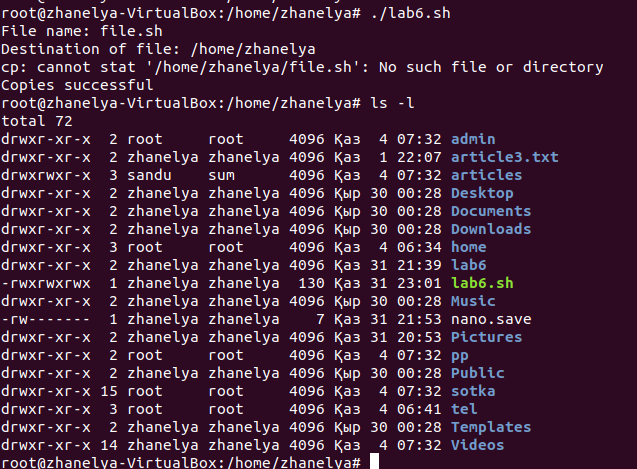 root@zhanelya-VirtualBox:/home/zhanelya# ./lab6.sh
File name: file.sh
Destination of file: /home/zhanelya
cp: cannot stat '/home/zhanelya/file.sh': No such file or directory
Copies successful
root@zhanelya-VirtualBox:/home/zhanelya# ls -l
total 72
drwxr-xr-x  2 root     root     4096 Қаз  4 07:32 admin
drwxr-xr-x  2 zhanelya zhanelya 4096 Қаз  1 22:07 article3.txt
drwxrwxr-x  3 sandu    sum      4096 Қаз  4 07:32 articles
drwxr-xr-x  2 zhanelya zhanelya 4096 Қыр 30 00:28 Desktop
drwxr-xr-x  2 zhanelya zhanelya 4096 Қыр 30 00:28 Documents
drwxr-xr-x  2 zhanelya zhanelya 4096 Қыр 30 00:28 Downloads
drwxr-xr-x  3 root     root     4096 Қаз  4 06:34 home
drwxr-xr-x  2 zhanelya zhanelya 4096 Қаз 31 21:39 lab6
-rwxrwxrwx  1 zhanelya zhanelya  130 Қаз 31 23:01 lab6.sh
drwxr-xr-x  2 zhanelya zhanelya 4096 Қыр 30 00:28 Music
-rw-------  1 zhanelya zhanelya    7 Қаз 31 21:53 nano.save
drwxr-xr-x  2 zhanelya zhanelya 4096 Қаз 31 20:53 Pictures
drwxr-xr-x  2 root     root     4096 Қаз  4 07:32 pp
drwxr-xr-x  2 zhanelya zhanelya 4096 Қыр 30 00:28 Public
drwxr-xr-x 15 root     root     4096 Қаз  4 07:32 sotka
drwxr-xr-x  3 root     root     4096 Қаз  4 06:41 tel
drwxr-xr-x  2 zhanelya zhanelya 4096 Қыр 30 00:28 Templates
drwxr-xr-x 14 zhanelya zhanelya 4096 Қаз  4 07:32 Videos
root@zhanelya-VirtualBox:/home/zhanelya#